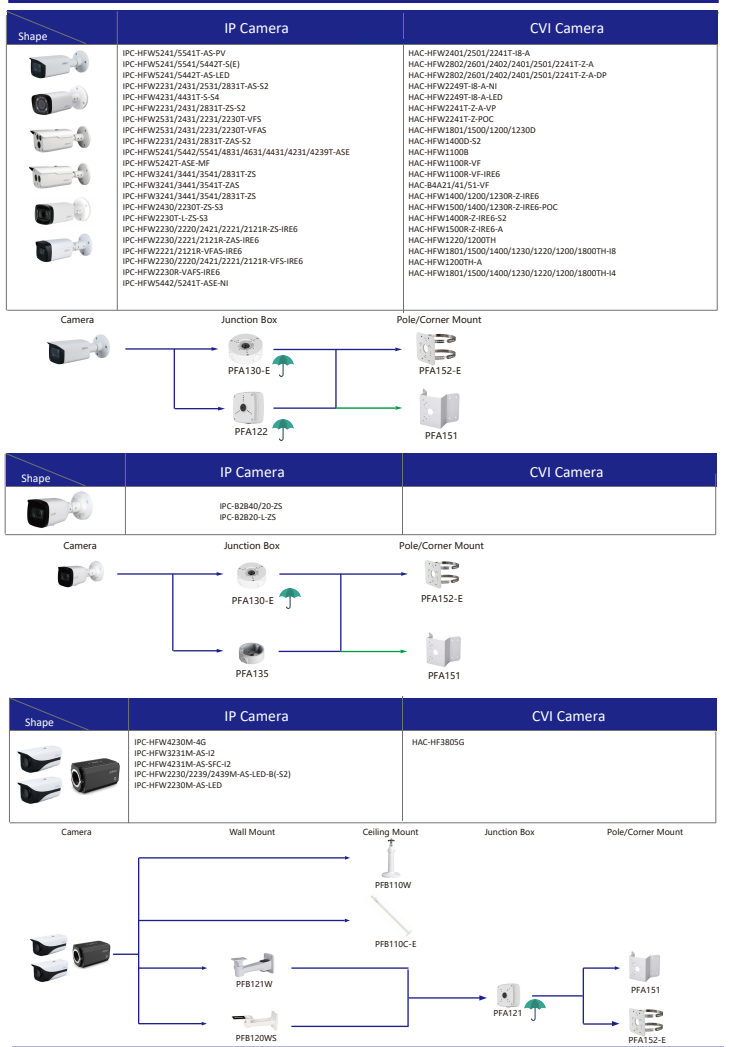 Shape
IP Camera
CVI Camera
IPC-HFW5241/5541T-AS-PV
IPC-HFW5241/5541/5442T-S(E)
IPC-HFW5241/5442T-AS-LED
IPC-HFW2231/2431/2531/2831T-AS-S2
IPC-HFW4231/4431T-S-S4
IPC-HFW2231/2431/2831T-ZS-S2
IPC-HFW2531/2431/2231/2230T-VFS
IPC-HFW2531/2431/2231/2230T-VFAS
IPC-HFW2231/2431/2831T-ZAS-S2
IPC-HFW5241/5442/5541/4831/4631/4431/4231/4239T-ASE
IPC-HFW5242T-ASE-MF
IPC-HFW3241/3441/3541/2831T-ZS
IPC-HFW3241/3441/3541T-ZAS
IPC-HFW3241/3441/3541/2831T-ZS
IPC-HFW2430/2230T-ZS-S3
IPC-HFW2230T-L-ZS-S3
IPC-HFW2230/2220/2421/2221/2121R-ZS-IRE6
IPC-HFW2230/2221/2121R-ZAS-IRE6
IPC-HFW2221/2121R-VFAS-IRE6
IPC-HFW2230/2220/2421/2221/2121R-VFS-IRE6
IPC-HFW2230R-VAFS-IRE6
IPC-HFW5442/5241T-ASE-NI
HAC-HFW2401/2501/2241T-I8-A
HAC-HFW2802/2601/2402/2401/2501/2241T-Z-A
HAC-HFW2802/2601/2402/2401/2501/2241T-Z-A-DP
HAC-HFW2249T-I8-A-NI
HAC-HFW2249T-I8-A-LED
HAC-HFW2241T-Z-A-VP
HAC-HFW2241T-Z-POC
HAC-HFW1801/1500/1200/1230D
HAC-HFW1400D-S2
HAC-HFW1100B
HAC-HFW1100R-VF
HAC-HFW1100R-VF-IRE6
HAC-B4A21/41/51-VF
HAC-HFW1400/1200/1230R-Z-IRE6
HAC-HFW1500/1400/1230R-Z-IRE6-POC
HAC-HFW1400R-Z-IRE6-S2
HAC-HFW1500R-Z-IRE6-A
HAC-HFW1220/1200TH
HAC-HFW1801/1500/1400/1230/1220/1200/1800TH-I8
HAC-HFW1200TH-A
HAC-HFW1801/1500/1400/1230/1220/1200/1800TH-I4
Camera
Junction Box
Pole/Corner Mount
PFA130-E
PFA152-E
PFA122
PFA151
Shape
IP Camera
CVI Camera
IPC-B2B40/20-ZS
IPC-B2B20-L-ZS
Camera
Junction Box
Pole/Corner Mount
PFA130-E
PFA152-E
PFA135
PFA151
Shape
IP Camera
CVI Camera
IPC-HFW4230M-4G
IPC-HFW3231M-AS-I2
IPC-HFW4231M-AS-SFC-I2
IPC-HFW2230/2239/2439M-AS-LED-B(-S2)
IPC-HFW2230M-AS-LED
HAC-HF3805G
Camera
Wall Mount
Ceiling Mount
Junction Box
Pole/Corner Mount
PFB110W
PFB110C-E
PFB121W
PFA121
PFA151
PFB120WS
PFA152-E